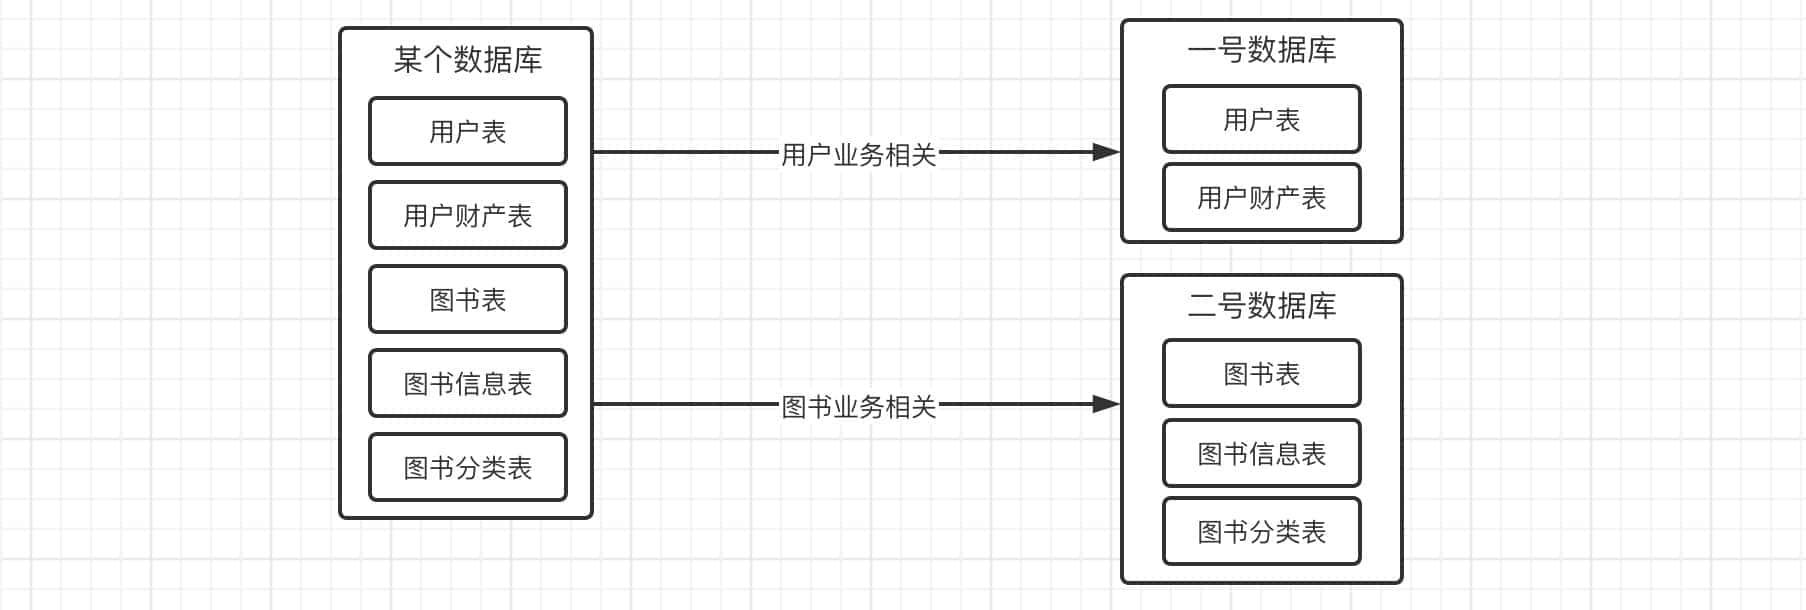 某个数据库
用户表
用户财产表
图书表
图书信息表
图书分类表
用户业务相关
图书业务相关
一号数据库
用户表
用户财产表
二号数据库
图书表
图书信息表
图书分类表